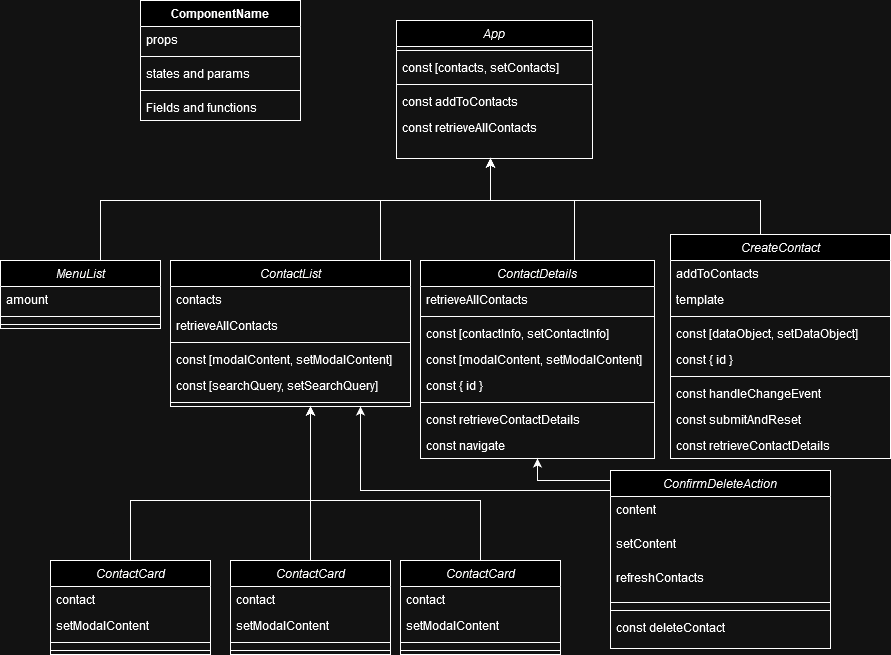 ComponentName
props
states and params
Fields and functions
App
const [contacts, setContacts]
const addToContacts
const retrieveAllContacts
MenuList
amount
ContactList
contacts
retrieveAllContacts
const [modalContent, setModalContent]
const [searchQuery, setSearchQuery]
ContactDetails
retrieveAllContacts
const [contactInfo, setContactInfo]
const [modalContent, setModalContent]
const { id }
const retrieveContactDetails
const navigate
CreateContact
addToContacts
template
const [dataObject, setDataObject]
const { id }
const handleChangeEvent
const submitAndReset
const retrieveContactDetails
ContactCard
contact
setModalContent
ContactCard
contact
setModalContent
ContactCard
contact
setModalContent
ConfirmDeleteAction
content
setContent
refreshContacts
const deleteContact